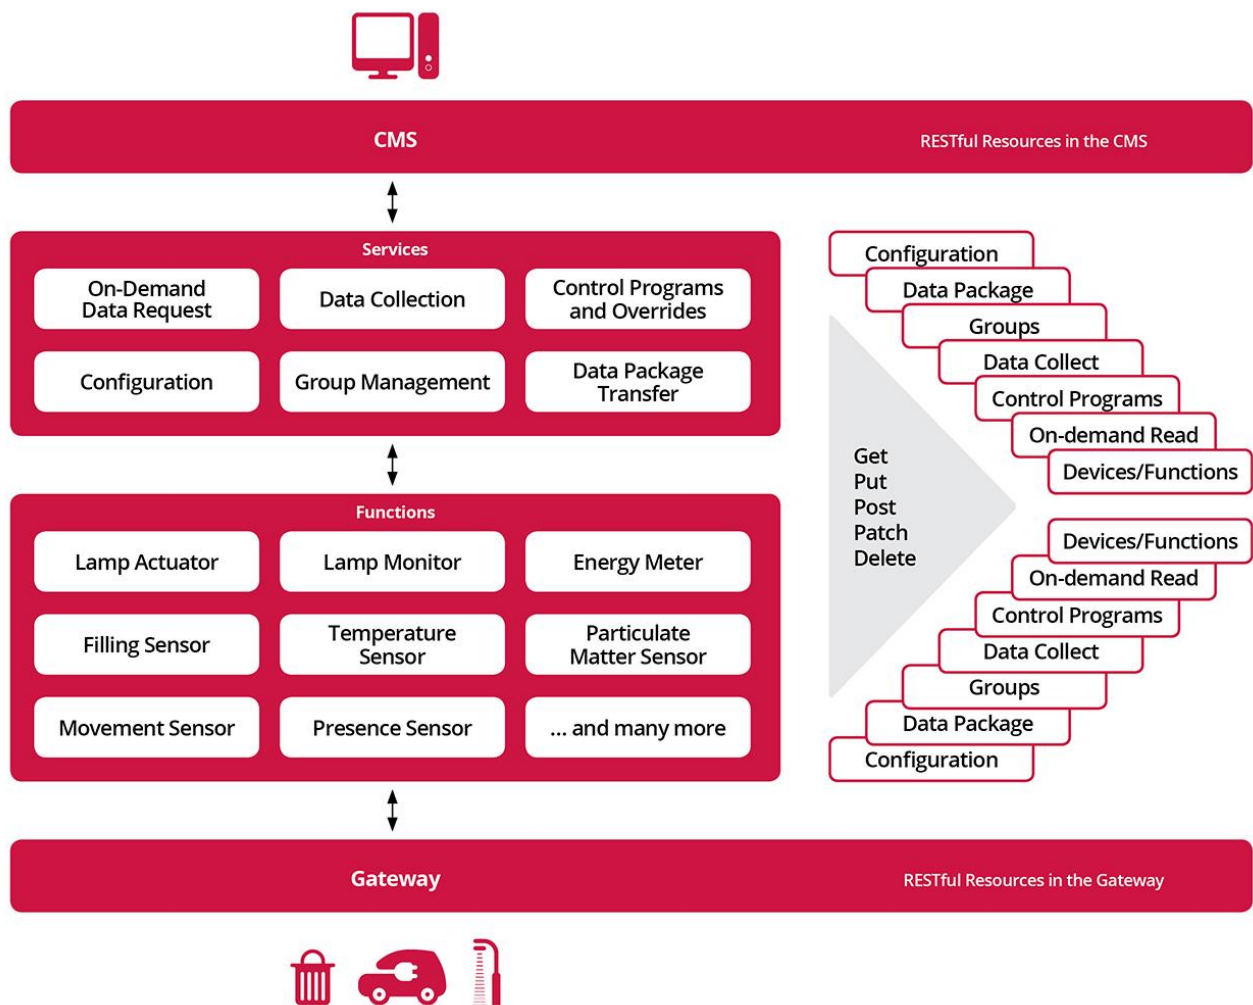 CMS
RESTful Resources in the CMS
Services
On-Demand
Data Request
Data Collection
Control Programs
and Overrides
Configuration
Group Management
Data Package
Transfer
Functions
Lamp Actuator
Lamp Monitor
Energy Meter
Filling Sensor
Temperature
Sensor
Particulate
Matter Sensor
Movement Sensor
Presence Sensor
... and many more
Configuration
Data Package
Groups
Data Collect
Control Programs
On-demand Read
Devices/Functions
Get
Put
Post
Patch
Delete
Devices/Functions
On-demand Read
Control Programs
Data Collect
Groups
Data Package
Configuration
Gateway
RESTful Resources in the Gateway